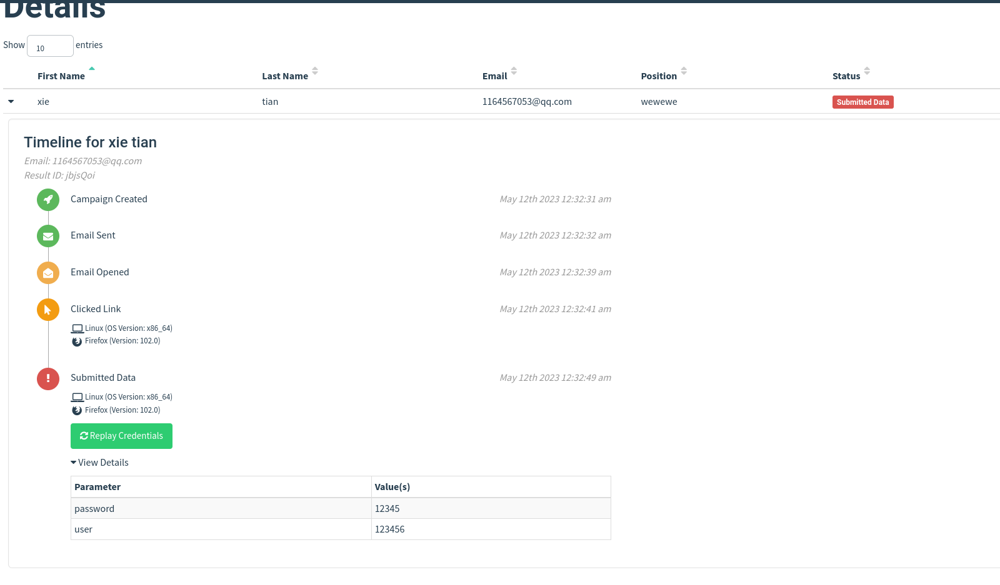 Details
Show 10 entries
First Name Last Name Email Position Status
xie tian 1164567053@qq.com wewewe Submitted Data
Timeline for xie tian
Email: 1164567053@qq.com
Result ID: jbjsQoi
Campaign Created May 12th 2023 12:32:31 am
Email Sent May 12th 2023 12:32:32 am
Email Opened May 12th 2023 12:32:39 am
Clicked Link May 12th 2023 12:32:41 am
Linux (OS Version: x86_64)
Firefox (Version: 102.0)
Submitted Data May 12th 2023 12:32:49 am
Linux (OS Version: x86_64)
Firefox (Version: 102.0)
Replay Credentials
View Details
Parameter Value(s)
password 12345
user 123456